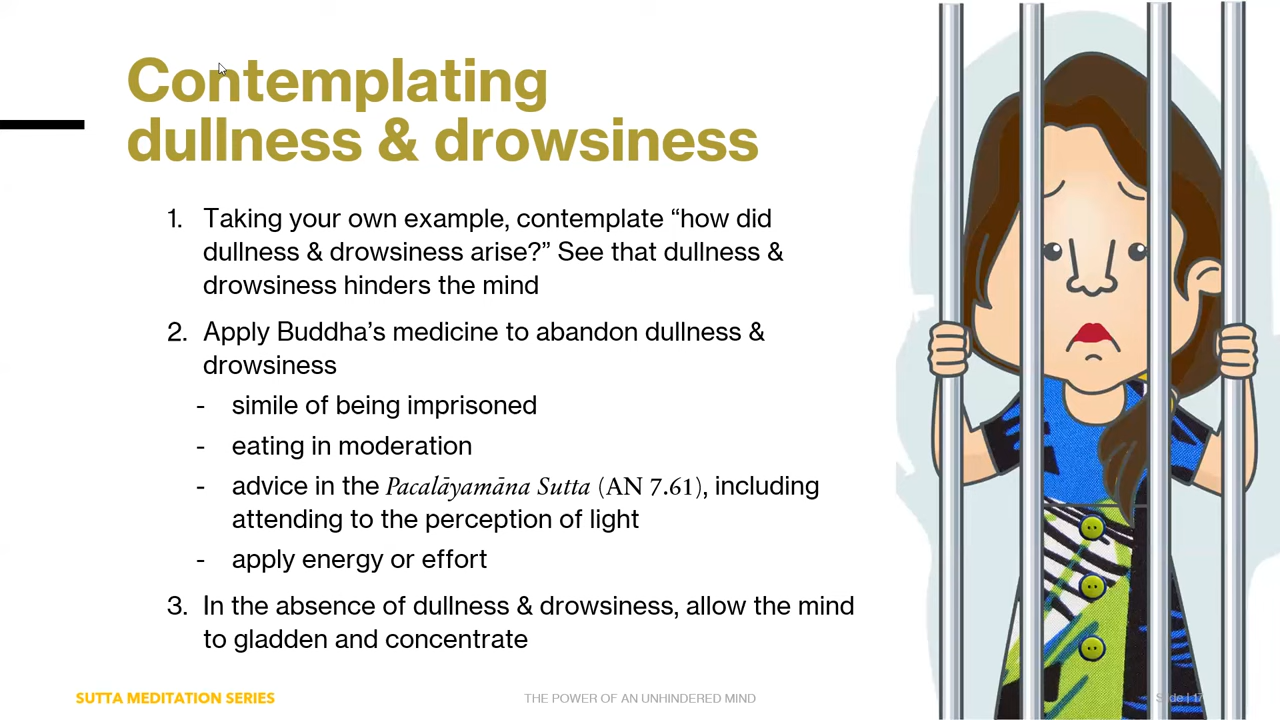 Contemplating
dullness & drowsiness
1. Taking your own example, contemplate “how did
dullness & drowsiness arise?” See that dullness &
drowsiness hinders the mind
2. Apply Buddha’s medicine to abandon dullness &
drowsiness
- simile of being imprisoned
- eating in moderation
- advice in the Pacalāyamāna Sutta (AN 7.61), including
attending to the perception of light
- apply energy or effort
3. In the absence of dullness & drowsiness, allow the mind
to gladden and concentrate
SUTTA MEDITATION SERIES
THE POWER OF AN UNHINDERED MIND
Slide | 17